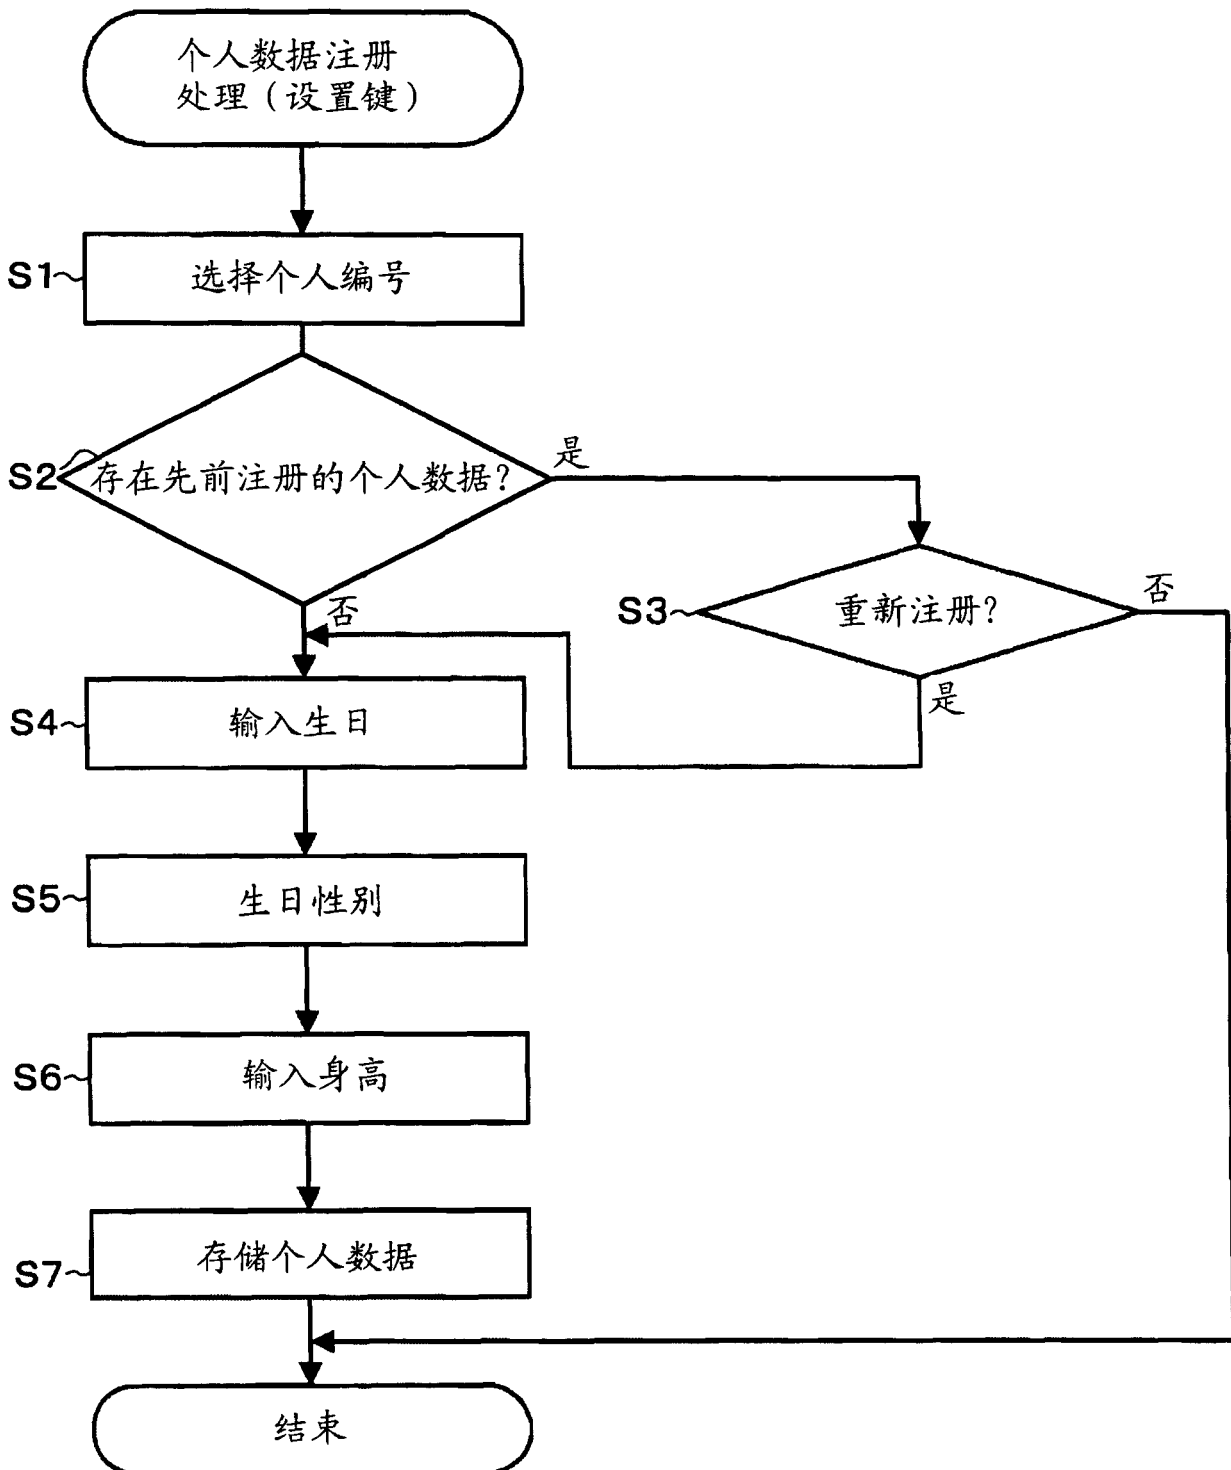 个人数据注册
处理（设置键）
S1
选择个人编号
S2
存在先前注册的个人数据？
是
否
S3
重新注册？
否
是
S4
输入生日
S5
生日性别
S6
输入身高
S7
存储个人数据
结束